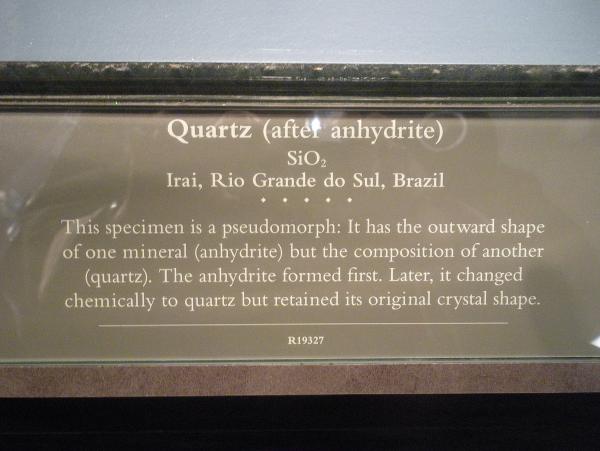 Quartz (after anhydrite)
SiO₂
Irai, Rio Grande do Sul, Brazil
This specimen is a pseudomorph: It has the outward shape
of one mineral (anhydrite) but the composition of another
(quartz). The anhydrite formed first. Later, it changed
chemically to quartz but retained its original crystal shape.
R19327